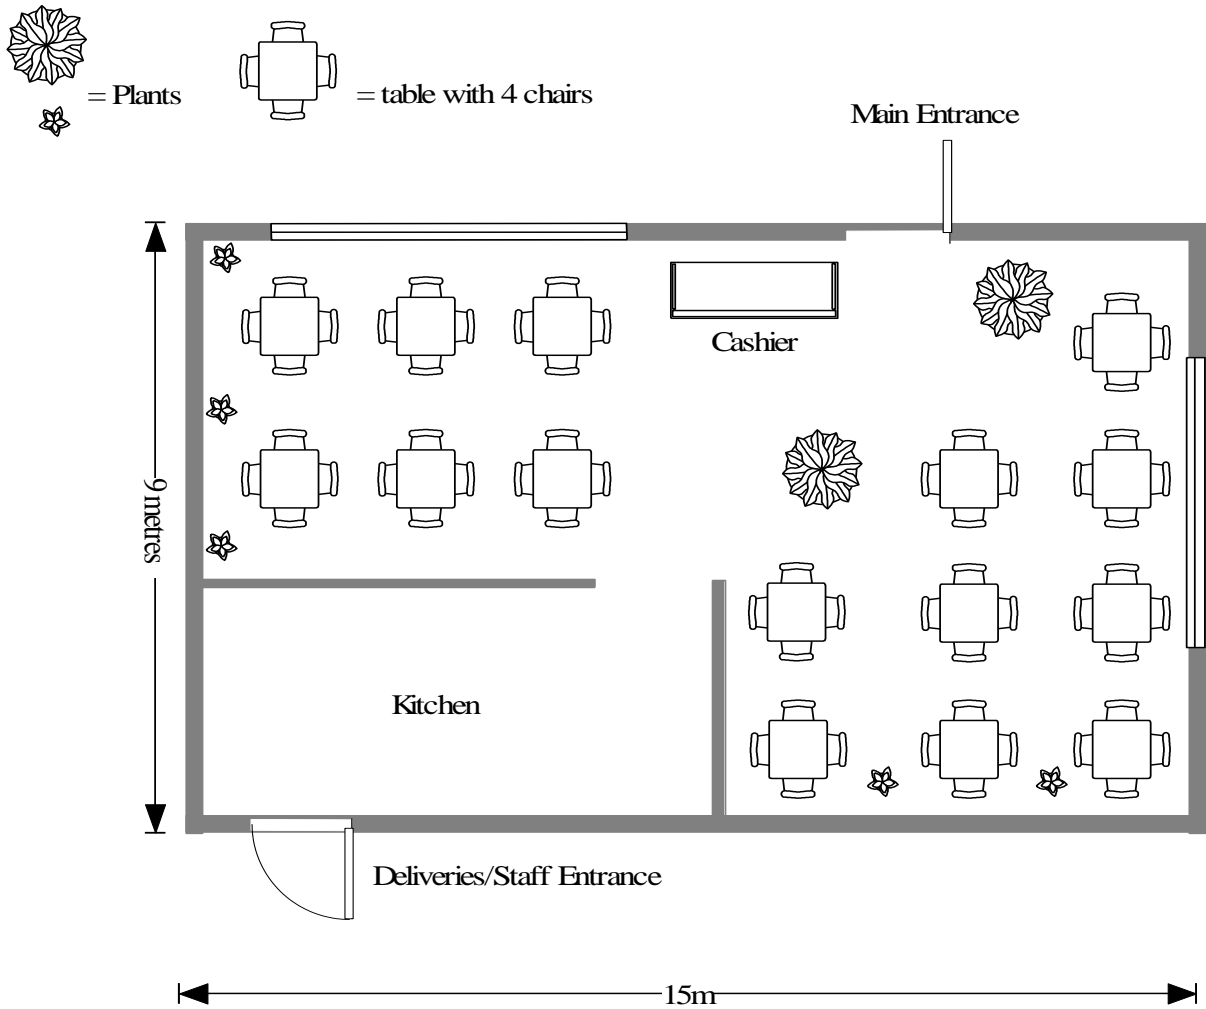 = Plants
= table with 4 chairs
Main Entrance
Cashier
9 metres
Kitchen
Deliveries/Staff Entrance
15m